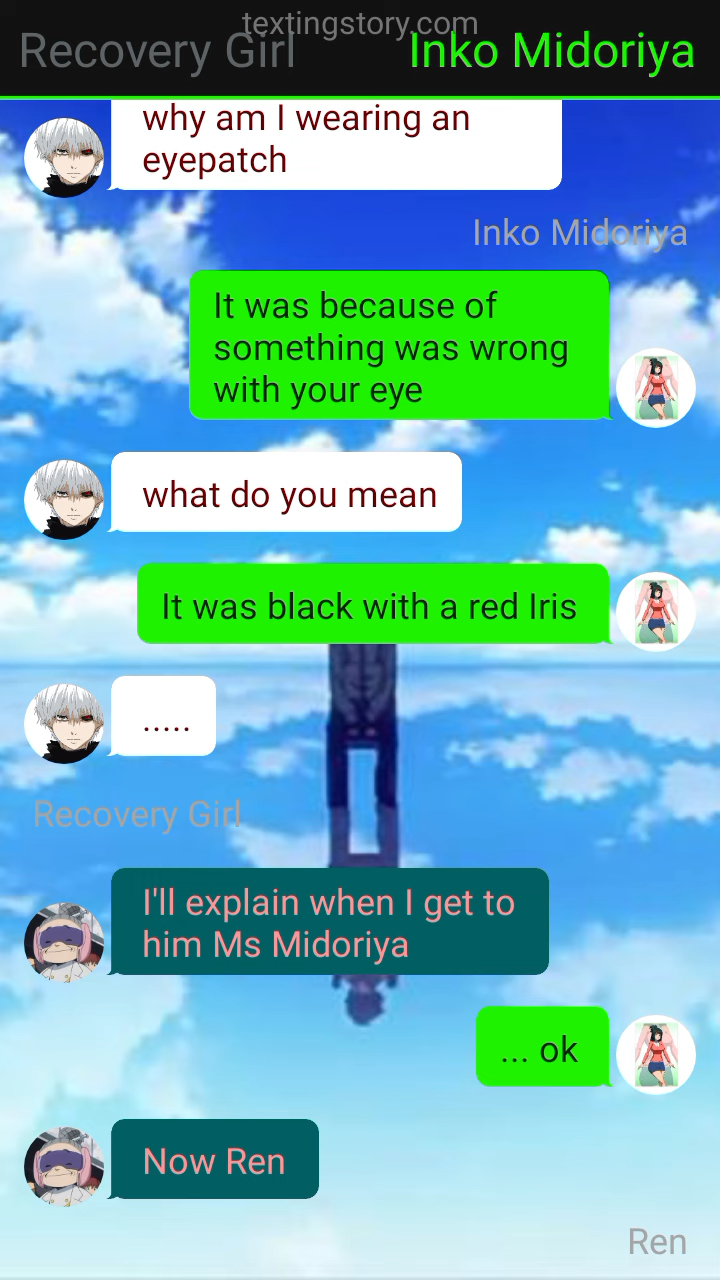 textingstory.com
Recovery Girl
Inko Midoriya
why am I wearing an
eyepatch
Inko Midoriya
It was because of
something was wrong
with your eye
what do you mean
It was black with a red Iris
.....
Recovery Girl
I'll explain when I get to
him Ms Midoriya
... ok
Now Ren
Ren